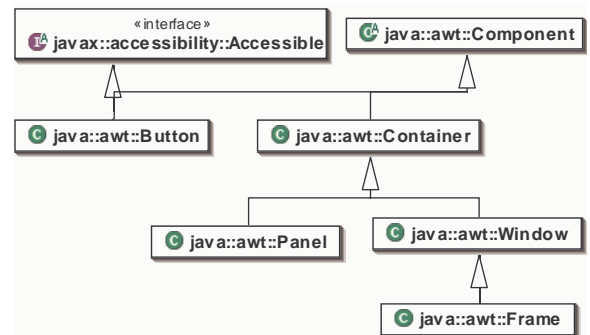 «interface»
javax::accessibility::Accessible
java::awt::Component
java::awt::Button
java::awt::Container
java::awt::Panel
java::awt::Window
java::awt::Frame